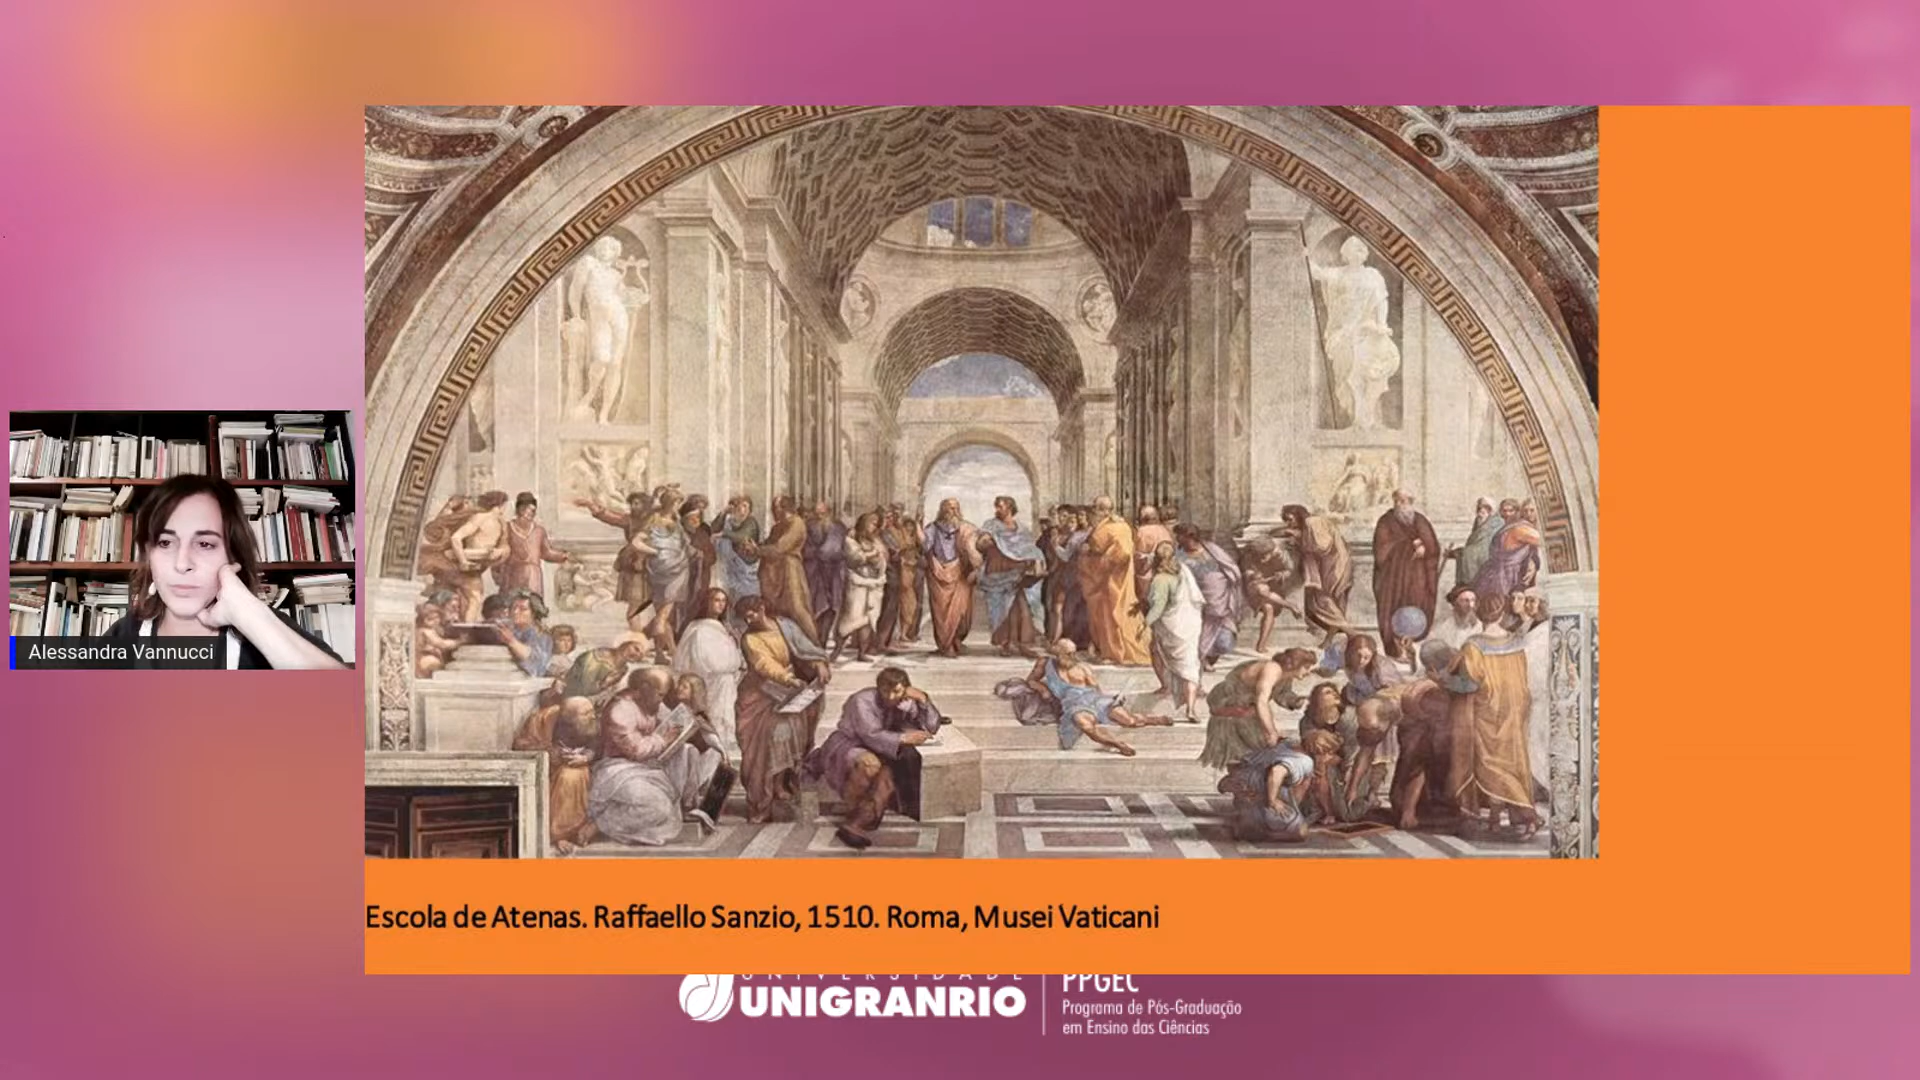 Alessandra Vannucci
Escola de Atenas. Raffaello Sanzio, 1510. Roma, Musei Vaticani
UNIVERSIDADE
UNIGRANRIO
PPGEC
Programa de Pós-Graduação
em Ensino das Ciências